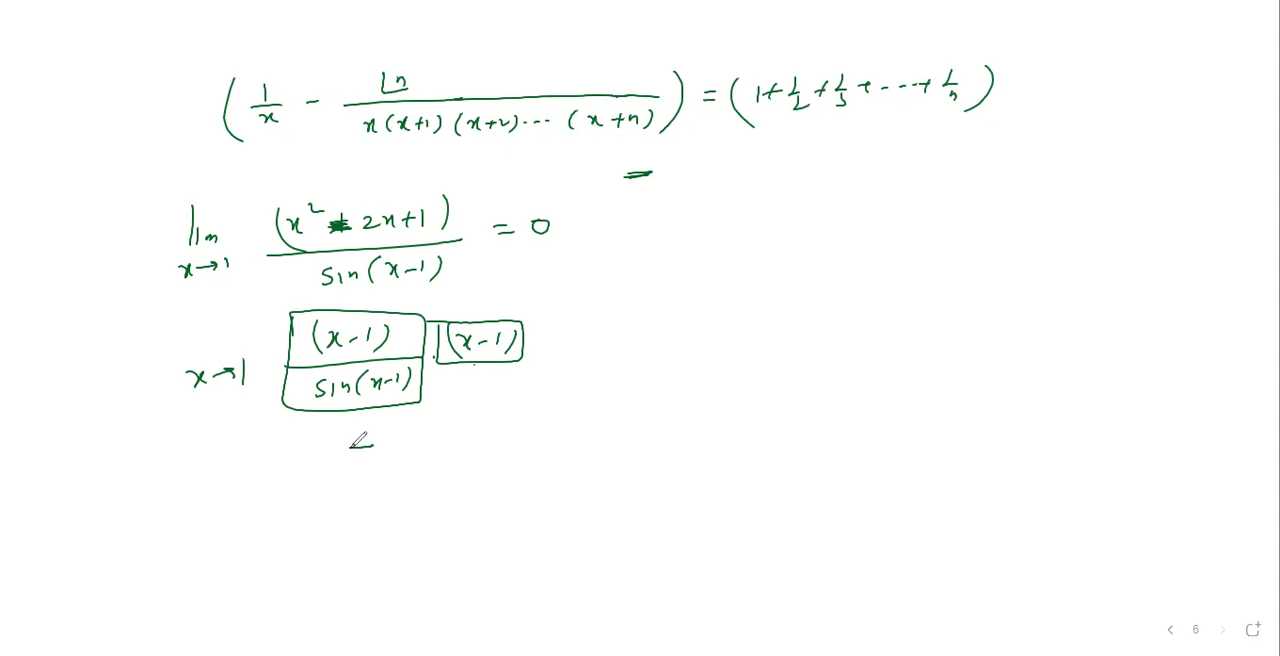 (1/x - ⌊n / x(x+1)(x+2)··· (x+n)) = (1+1/2+1/3+···+1/n)
lim x→1 (x² - 2x+1) / sin(x-1) = 0
x→1 (x-1) / sin(x-1) · (x-1)
6